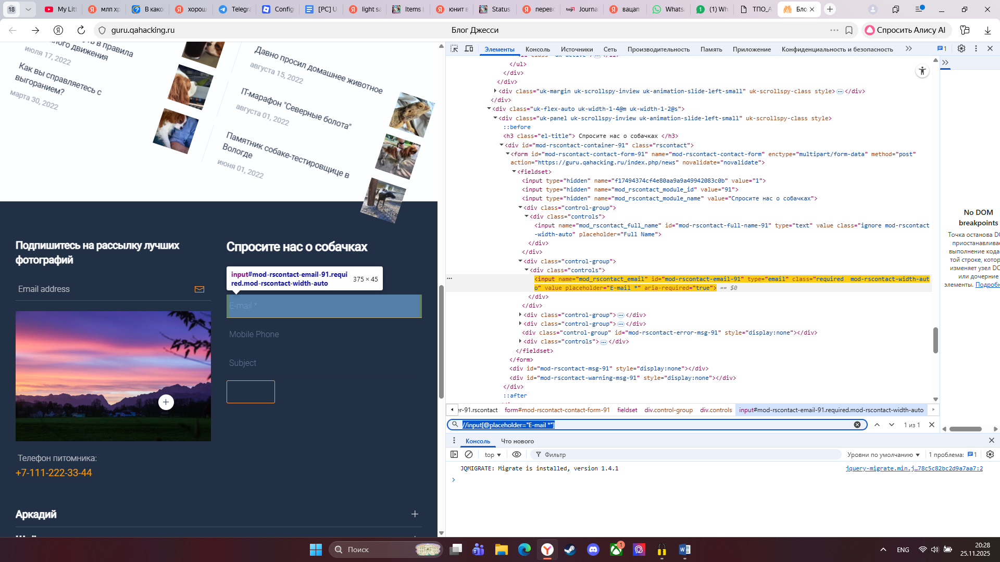 18
My Litt
млп хр
В како
хорош
Telegra
Config
[PC] U
light sa
Items
юнит в
Status
перево
Journa
вацап
Whats
(1) Wh
ТПО_А
Бло
guru.qahacking.ru
Блог Джесси
Спросить Алису AI
в правила
ного движения
июля 17, 2022
Как вы справляетесь с
выгоранием?
марта 30, 2022
Давно просил домашнее животное
августа 15, 2022
IT-марафон "Северные болота"
августа 01, 2022
Памятник собаке-тестировщице в
Вологде
июня 01, 2022
Подпишитесь на рассылку лучших
фотографий
Email address
Спросите нас о собачках
input#mod-rscontact-email-91.requi
red.mod-rscontact-width-auto
375 × 45
E-mail *
Mobile Phone
Subject
Телефон питомника:
+7-111-222-33-44
Аркадий
Элементы
Консоль
Источники
Сеть
Производительность
Память
Приложение
Конфиденциальность и безопасность
1
</ul>
</div>
</div>
<div class="uk-margin uk-scrollspy-inview uk-animation-slide-left-small" uk-scrollspy-class style>…</div>
</div>
<div class="uk-flex-auto uk-width-1-4@m uk-width-1-2@s">
<div class="uk-panel uk-scrollspy-inview uk-animation-slide-left-small" uk-scrollspy-class style>
::before
<h3 class="el-title"> Спросите нас о собачках </h3>
<div id="mod-rscontact-container-91" class="rscontact">
<form id="mod-rscontact-contact-form-91" name="mod-rscontact-contact-form" enctype="multipart/form-data" method="post"
action="https://guru.qahacking.ru/index.php/news" novalidate="novalidate">
<fieldset>
<input type="hidden" name="f17494374cf4e80aa9a9a49942083c0b" value="1">
<input type="hidden" name="mod_rscontact_module_id" value="91">
<input type="hidden" name="mod_rscontact_module_name" value="Спросите нас о собачках">
<div class="control-group">
<div class="controls">
<input name="mod_rscontact_full_name" id="mod-rscontact-full-name-91" type="text" value class="ignore mod-rscontact
-width-auto" placeholder="Full Name">
</div>
</div>
<div class="control-group">
<div class="controls">
<input name="mod_rscontact_email" id="mod-rscontact-email-91" type="email" class="required  mod-rscontact-width-aut
o" value placeholder="E-mail *" aria-required="true"> == $0
</div>
</div>
<div class="control-group">…</div>
<div class="control-group">…</div>
<div class="control-group" id="mod-rscontact-error-msg-91" style="display:none"></div>
<div class="controls">…</div>
</fieldset>
</form>
<div id="mod-rscontact-msg-91" style="display:none"></div>
<div id="mod-rscontact-warning-msg-91" style="display:none"></div>
</div>
::after
er-91.rscontact
form#mod-rscontact-contact-form-91
fieldset
div.control-group
div.controls
input#mod-rscontact-email-91.required.mod-rscontact-width-auto
//input[@placeholder="E-mail *"]
1 из 1
No DOM
breakpoints
Точка останова DO
приостанавливае
выполнение кода
той строке, котор
изменяет узел DO
или дочерние
элементы. Подробн
Консоль
Что нового
top
Фильтр
Уровни по умолчанию
1 проблема:
1
JQMIGRATE: Migrate is installed, version 1.4.1
jquery-migrate.min.j…78c5c82bc2d9a7aa7:2
Поиск
1
ENG
20:28
25.11.2025